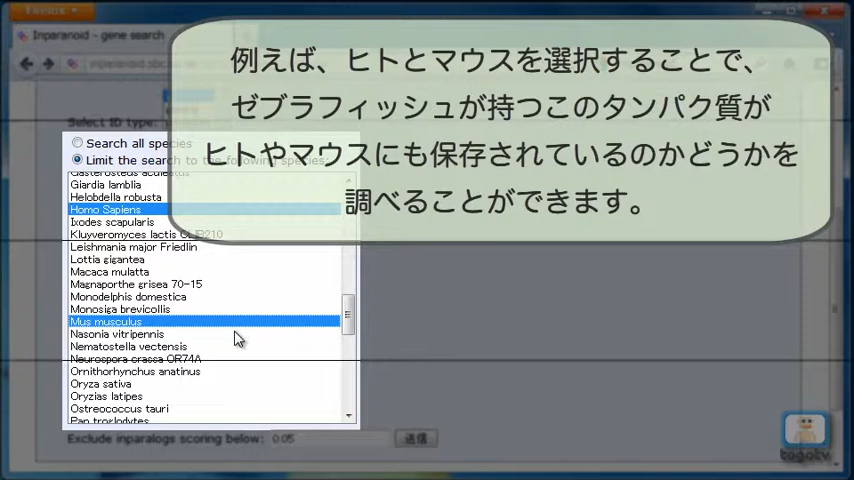 Firefox
Inparanoid - gene search
例えば、ヒトとマウスを選択することで、
ゼブラフィッシュが持つこのタンパク質が
ヒトやマウスにも保存されているのかどうかを
調べることができます。
Select ID type:
Search all species
Limit the search to the following species:
Gasterosteus aculeatus
Giardia lamblia
Helobdella robusta
Homo Sapiens
Ixodes scapularis
Kluyveromyces lactis CLIB210
Leishmania major Friedlin
Lottia gigantea
Macaca mulatta
Magnaporthe grisea 70-15
Monodelphis domestica
Monosiga brevicollis
Mus musculus
Nasonia vitripennis
Nematostella vectensis
Neurospora crassa OR74A
Ornithorhynchus anatinus
Oryza sativa
Oryzias latipes
Ostreococcus tauri
Pan troglodytes
Exclude inparalogs scoring below: 0.05 送信
togotv